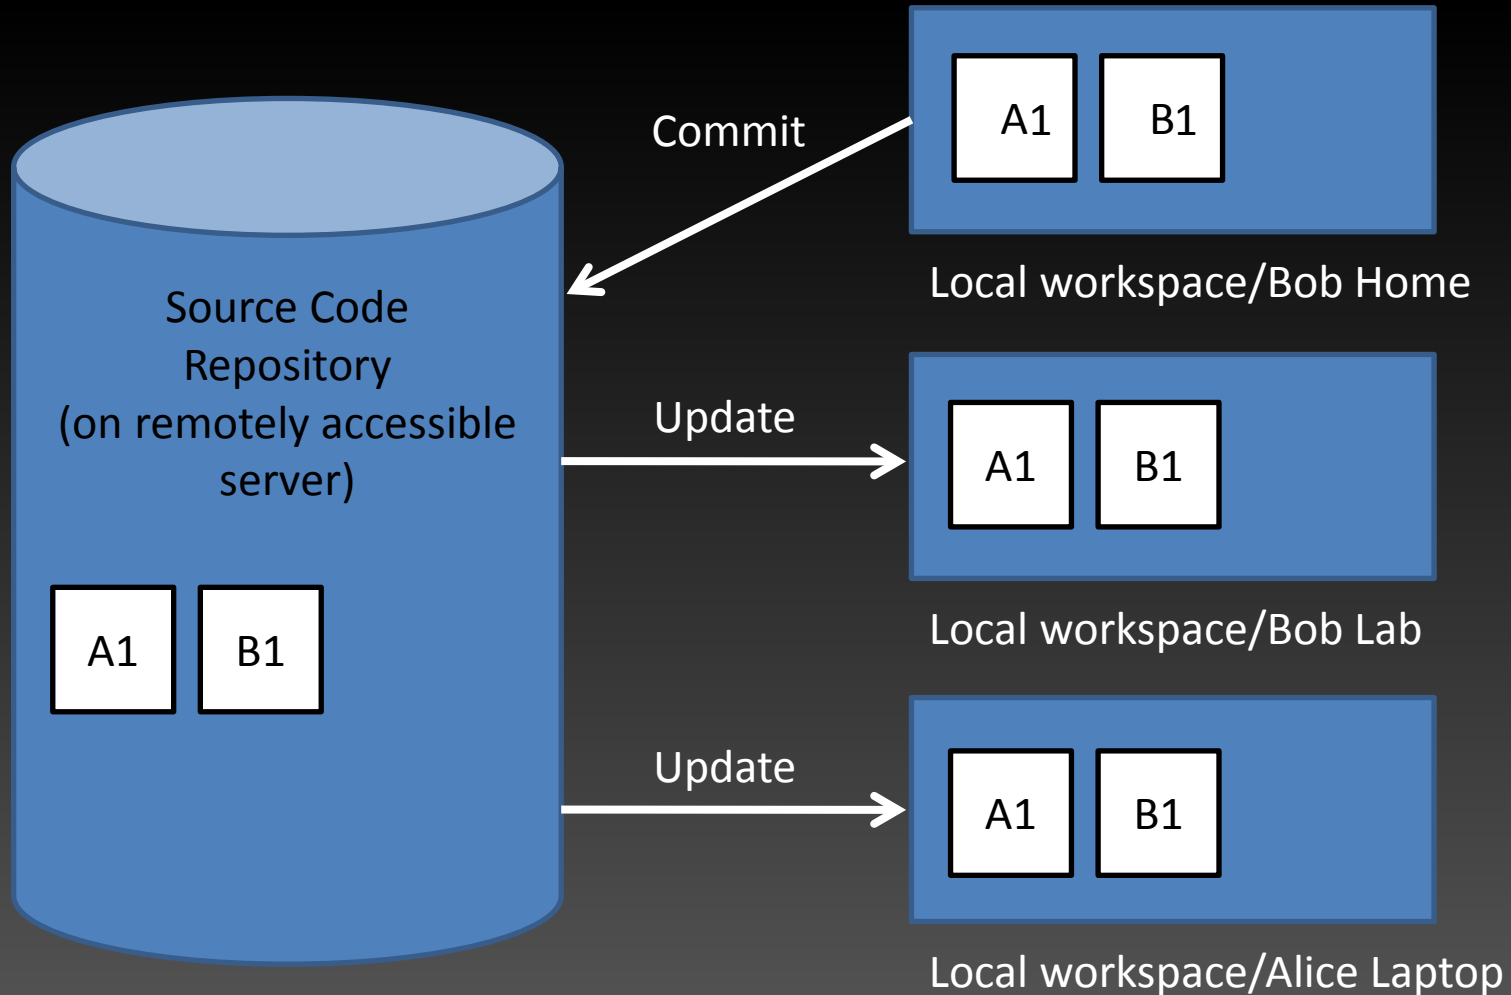 Source Code
Repository
(on remotely accessible
server)
A1 B1
Commit
A1 B1
Local workspace/Bob Home
Update
A1 B1
Local workspace/Bob Lab
Update
A1 B1
Local workspace/Alice Laptop